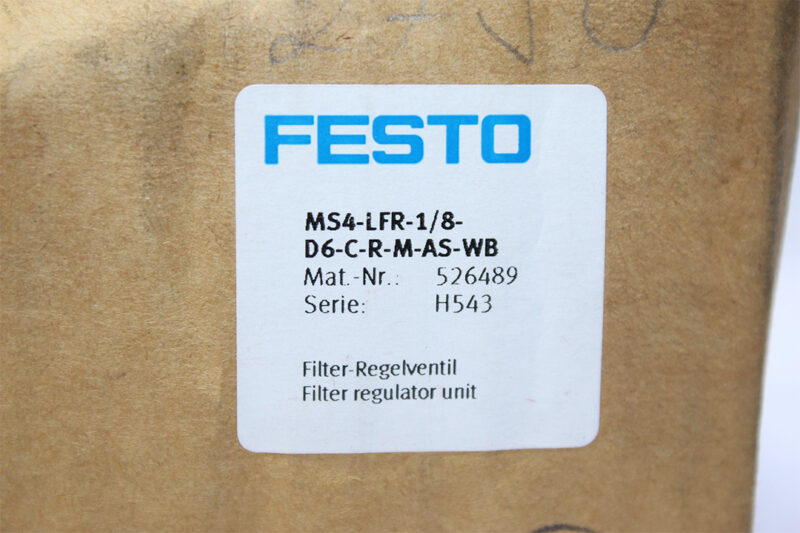 FESTO
MS4-LFR-1/8-
D6-C-R-M-AS-WB
Mat.-Nr.: 526489
Serie: H543
Filter-Regelventil
Filter regulator unit